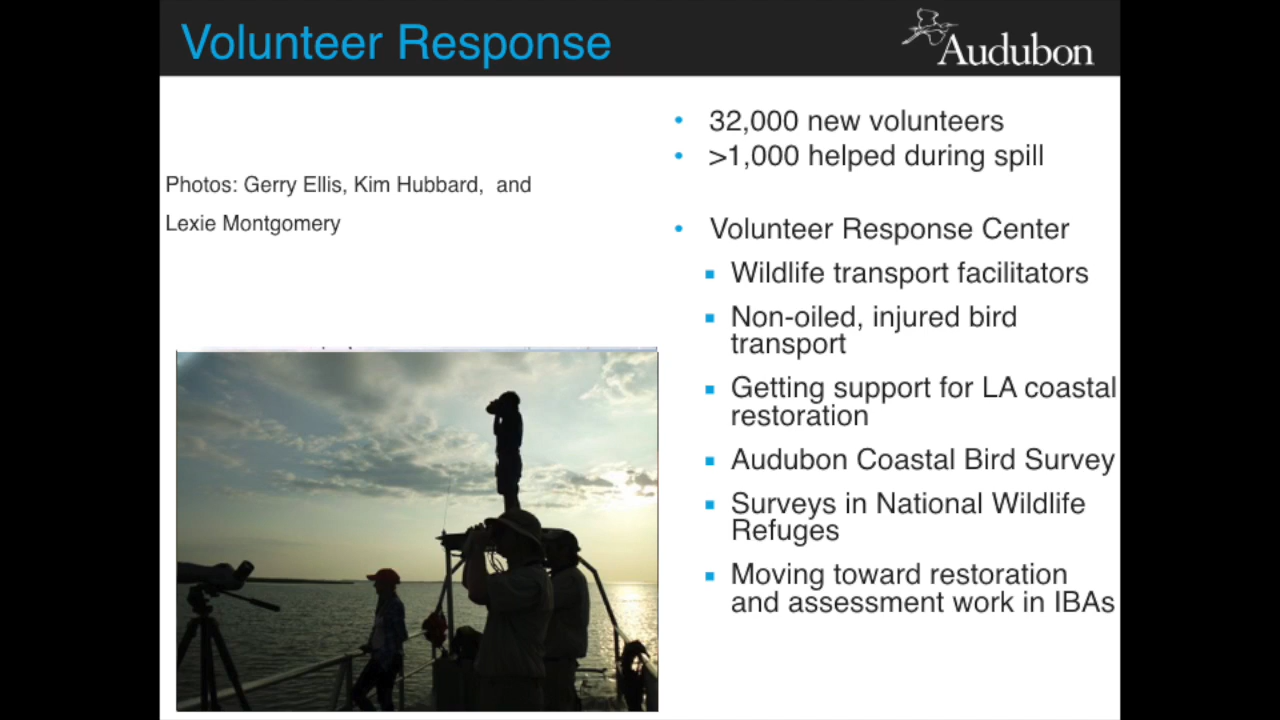 Volunteer Response
Audubon
Photos: Gerry Ellis, Kim Hubbard, and
Lexie Montgomery
• 32,000 new volunteers
• >1,000 helped during spill
• Volunteer Response Center
▪ Wildlife transport facilitators
▪ Non-oiled, injured bird
transport
▪ Getting support for LA coastal
restoration
▪ Audubon Coastal Bird Survey
▪ Surveys in National Wildlife
Refuges
▪ Moving toward restoration
and assessment work in IBAs